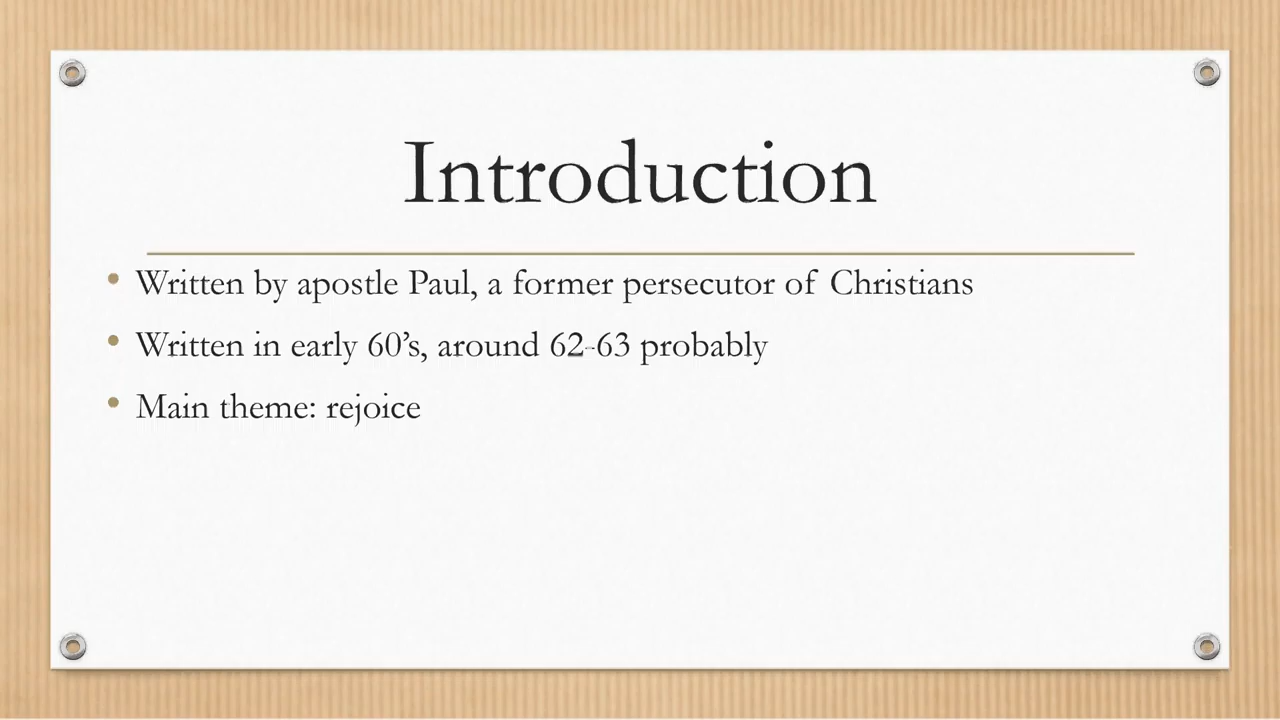 Introduction
• Written by apostle Paul, a former persecutor of Christians
• Written in early 60’s, around 62-63 probably
• Main theme: rejoice